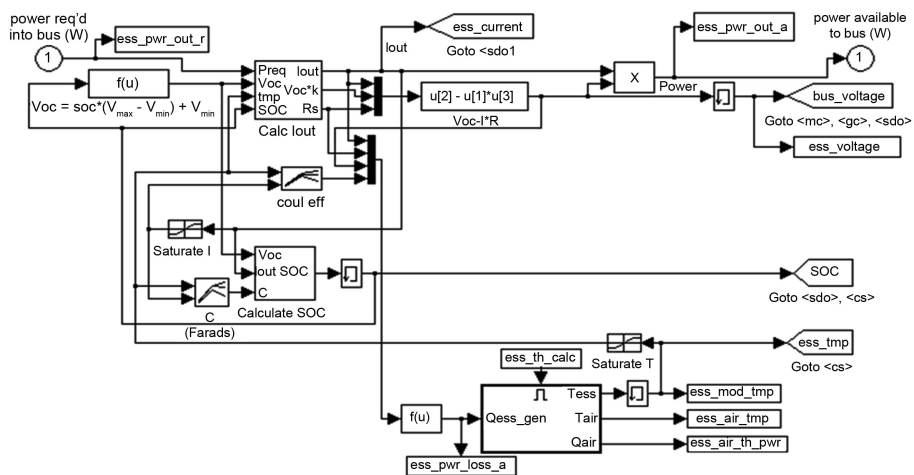 power req'd
into bus (W)
1
ess_pwr_out_r
f(u)
Voc = soc*(Vmax - Vmin) + Vmin
Preq
Voc
tmp
SOC
Iout
Voc*k
Rs
Calc Iout
Iout
ess_current
Goto <sdo1
u[2] - u[1]*u[3]
Voc-I*R
X
Power
ess_pwr_out_a
power available
to bus (W)
1
bus_voltage
Goto <mc>, <gc>, <sdo>
ess_voltage
coul eff
Saturate I
Voc
out SOC
C
Calculate SOC
C
(Farads)
SOC
Goto <sdo>, <cs>
Saturate T
ess_tmp
Goto <cs>
ess_th_calc
f(u)
Qess_gen
Tess
Tair
Qair
ess_mod_tmp
ess_air_tmp
ess_air_th_pwr
ess_pwr_loss_a